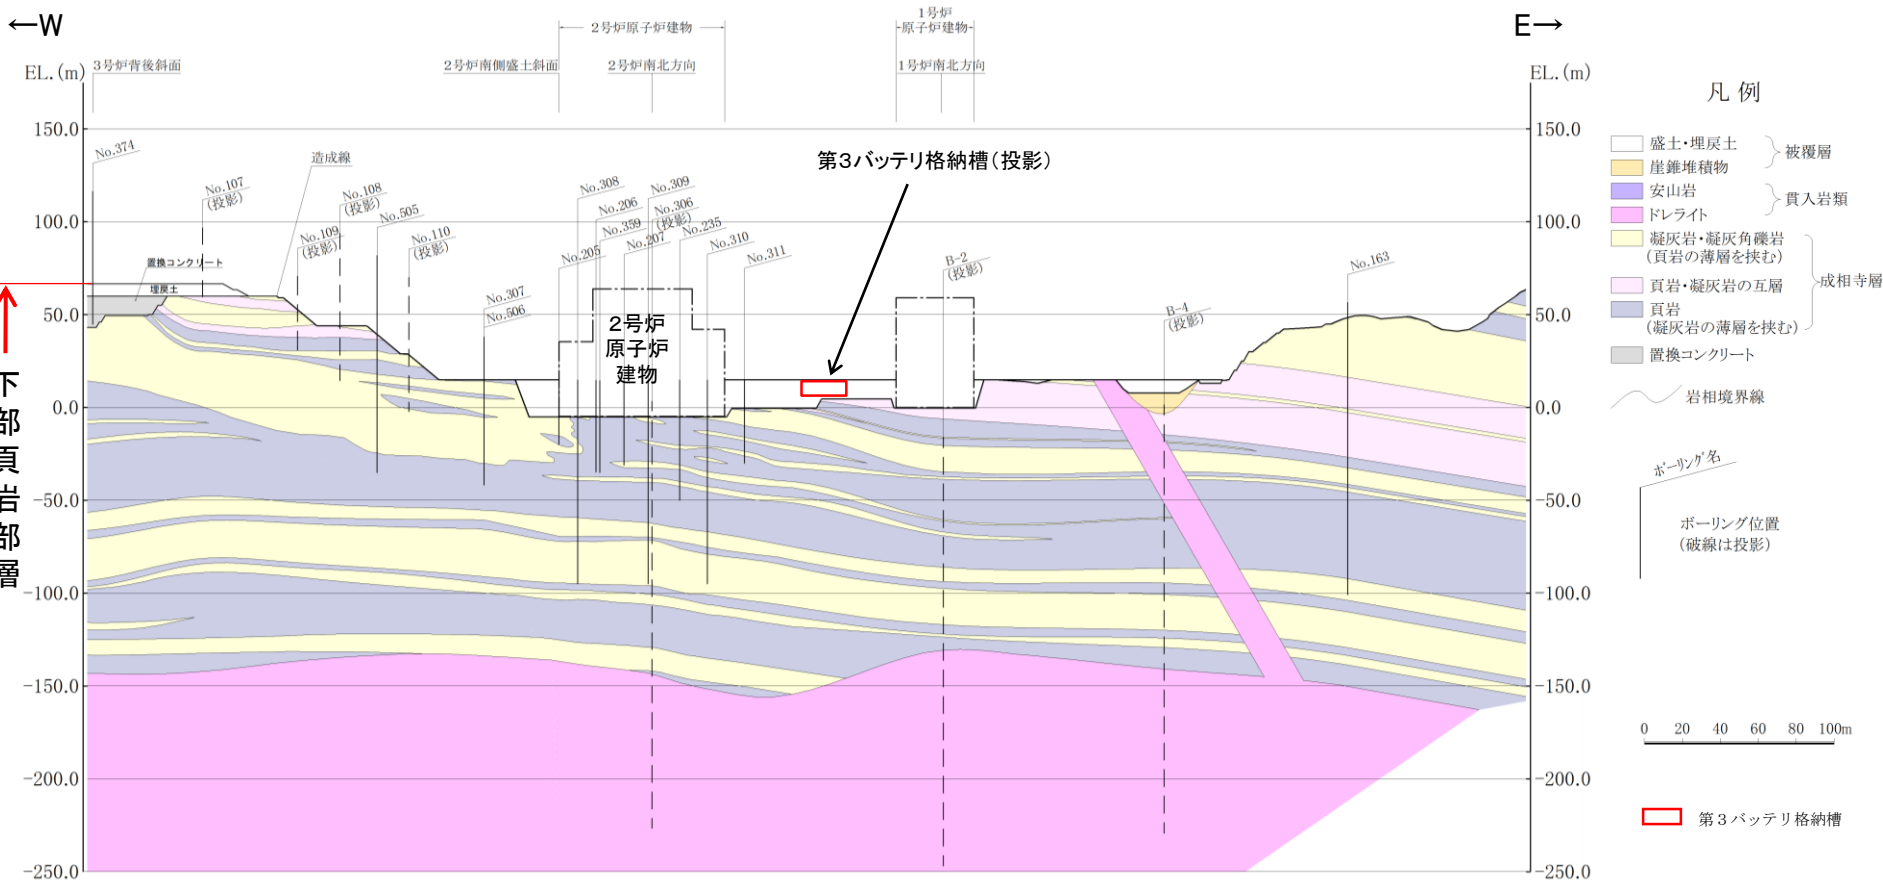 ←W
E→
2号炉原子炉建物
1号炉
原子炉建物
EL.(m)
3号炉背後斜面
2号炉南側盛土斜面
2号炉南北方向
1号炉南北方向
EL.(m)
凡例
150.0
150.0
盛土・埋戻土
被覆層
崖錐堆積物
安山岩
貫入岩類
ドレライト
凝灰岩・凝灰角礫岩
(頁岩の薄層を挟む)
成相寺層
頁岩・凝灰岩の互層
頁岩
(凝灰岩の薄層を挟む)
置換コンクリート
岩相境界線
ボーリング名
ボーリング位置
(破線は投影)
No.374
造成線
No.107
(投影)
No.108
(投影)
No.109
(投影)
No.505
No.110
(投影)
No.307
No.506
No.308
No.206
No.359
No.205
No.207
No.309
No.306
(投影)
No.235
No.310
No.311
第3バッテリ格納槽(投影)
B-2
(投影)
B-4
(投影)
No.163
100.0
100.0
置換コンクリート
埋戻土
2号炉
原子炉
建物
50.0
50.0
0.0
0.0
下部頁岩部層
-50.0
-50.0
-100.0
-100.0
-150.0
-150.0
-200.0
-200.0
-250.0
-250.0
0 20 40 60 80 100m
第3バッテリ格納槽